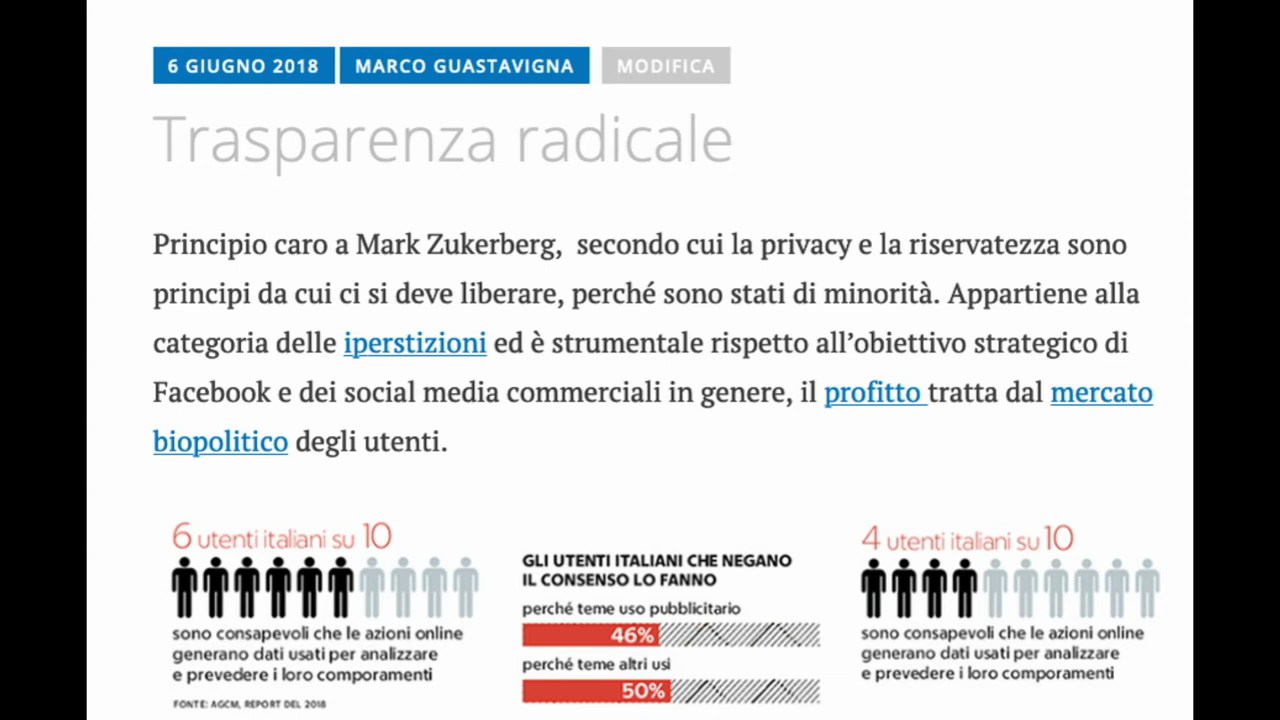 6 GIUGNO 2018 MARCO GUASTAVIGNA MODIFICA
Trasparenza radicale
Principio caro a Mark Zukerberg, secondo cui la privacy e la riservatezza sono
principi da cui ci si deve liberare, perché sono stati di minorità. Appartiene alla
categoria delle iperstizioni ed è strumentale rispetto all’obiettivo strategico di
Facebook e dei social media commerciali in genere, il profitto tratta dal mercato
biopolitico degli utenti.
6 utenti italiani su 10
sono consapevoli che le azioni online
generano dati usati per analizzare
e prevedere i loro comporamenti
FONTE: AGCM, REPORT DEL 2018
GLI UTENTI ITALIANI CHE NEGANO
IL CONSENSO LO FANNO
perché teme uso pubblicitario
46%
perché teme altri usi
50%
4 utenti italiani su 10
sono consapevoli che le azioni online
generano dati usati per analizzare
e prevedere i loro comporamenti